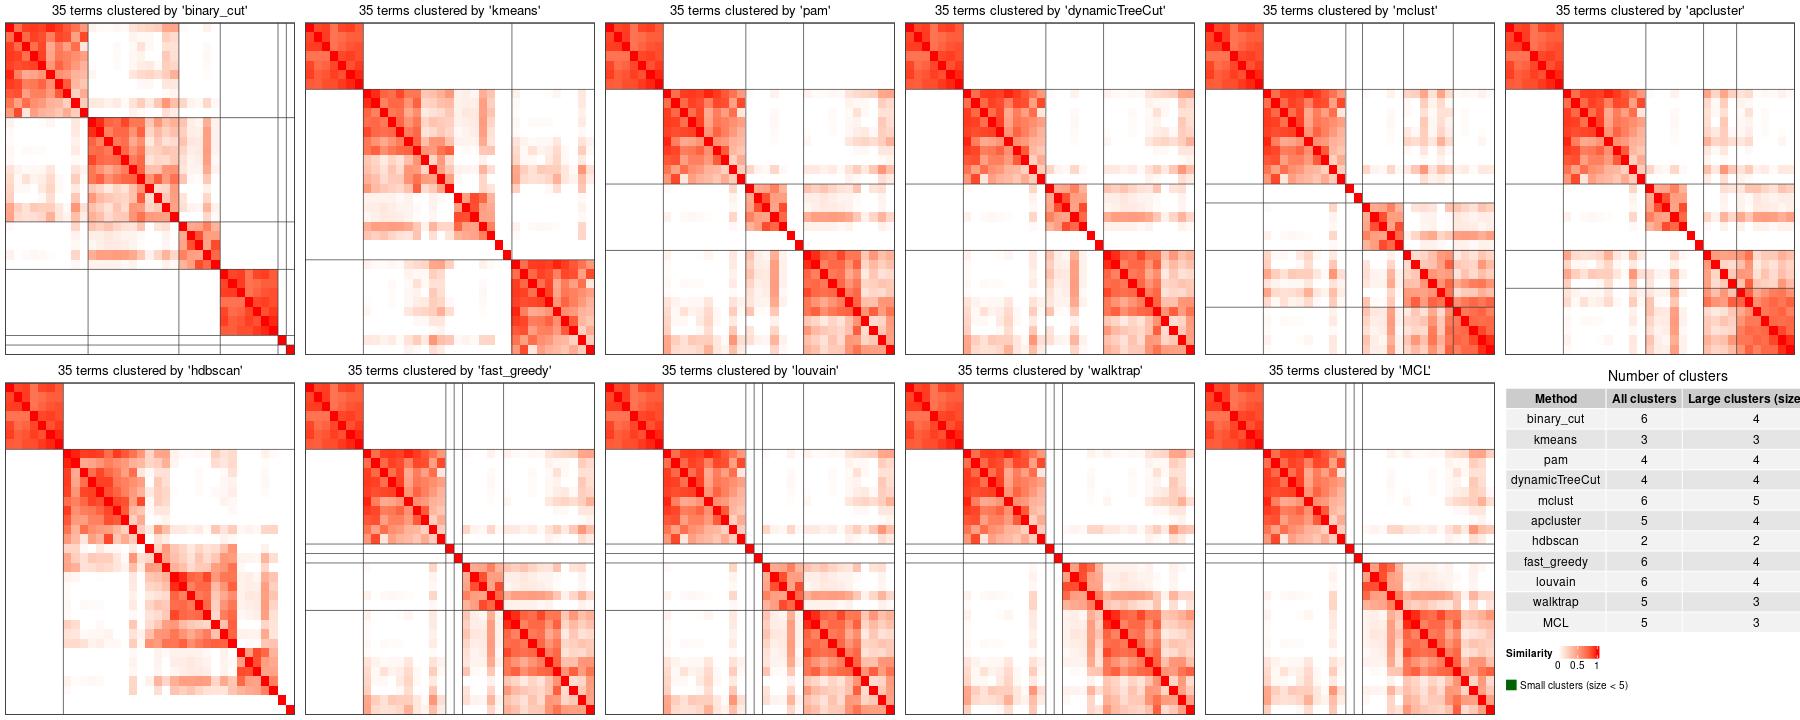 35 terms clustered by 'binary_cut'
35 terms clustered by 'kmeans'
35 terms clustered by 'pam'
35 terms clustered by 'dynamicTreeCut'
35 terms clustered by 'mclust'
35 terms clustered by 'apcluster'
35 terms clustered by 'hdbscan'
35 terms clustered by 'fast_greedy'
35 terms clustered by 'louvain'
35 terms clustered by 'walktrap'
35 terms clustered by 'MCL'
Number of clusters
Method All clusters Large clusters (size
binary_cut 6 4
kmeans 3 3
pam 4 4
dynamicTreeCut 4 4
mclust 6 5
apcluster 5 4
hdbscan 2 2
fast_greedy 6 4
louvain 6 4
walktrap 5 3
MCL 5 3
Similarity
0 0.5 1
Small clusters (size < 5)